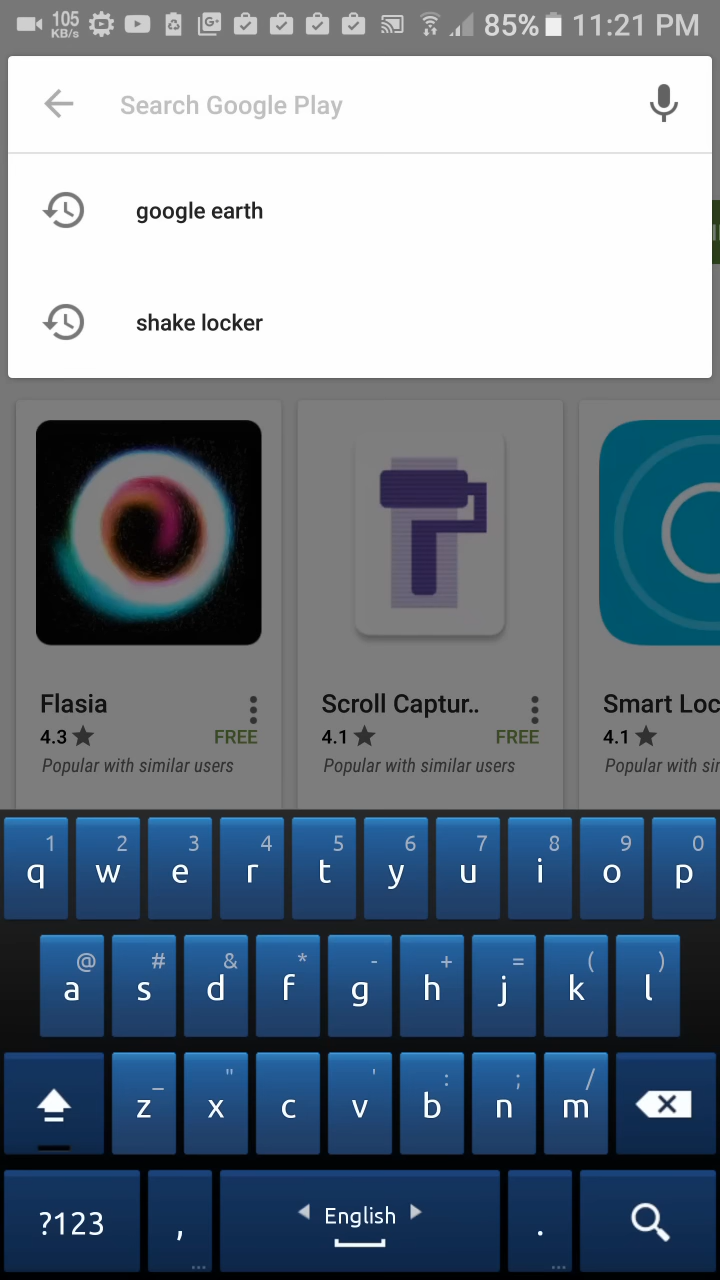 105 KB/s G+ 85% 11:21 PM
Search Google Play
google earth
shake locker
Flasia
4.3 FREE
Popular with similar users
Scroll Captur..
4.1 FREE
Popular with similar users
Smart Loc
4.1
Popular with sir
1 2 3 4 5 6 7 8 9 0
q w e r t y u i o p
@ # & * - + = ( )
a s d f g h j k l
_ " ' : ; /
z x c v b n m
?123 , English .